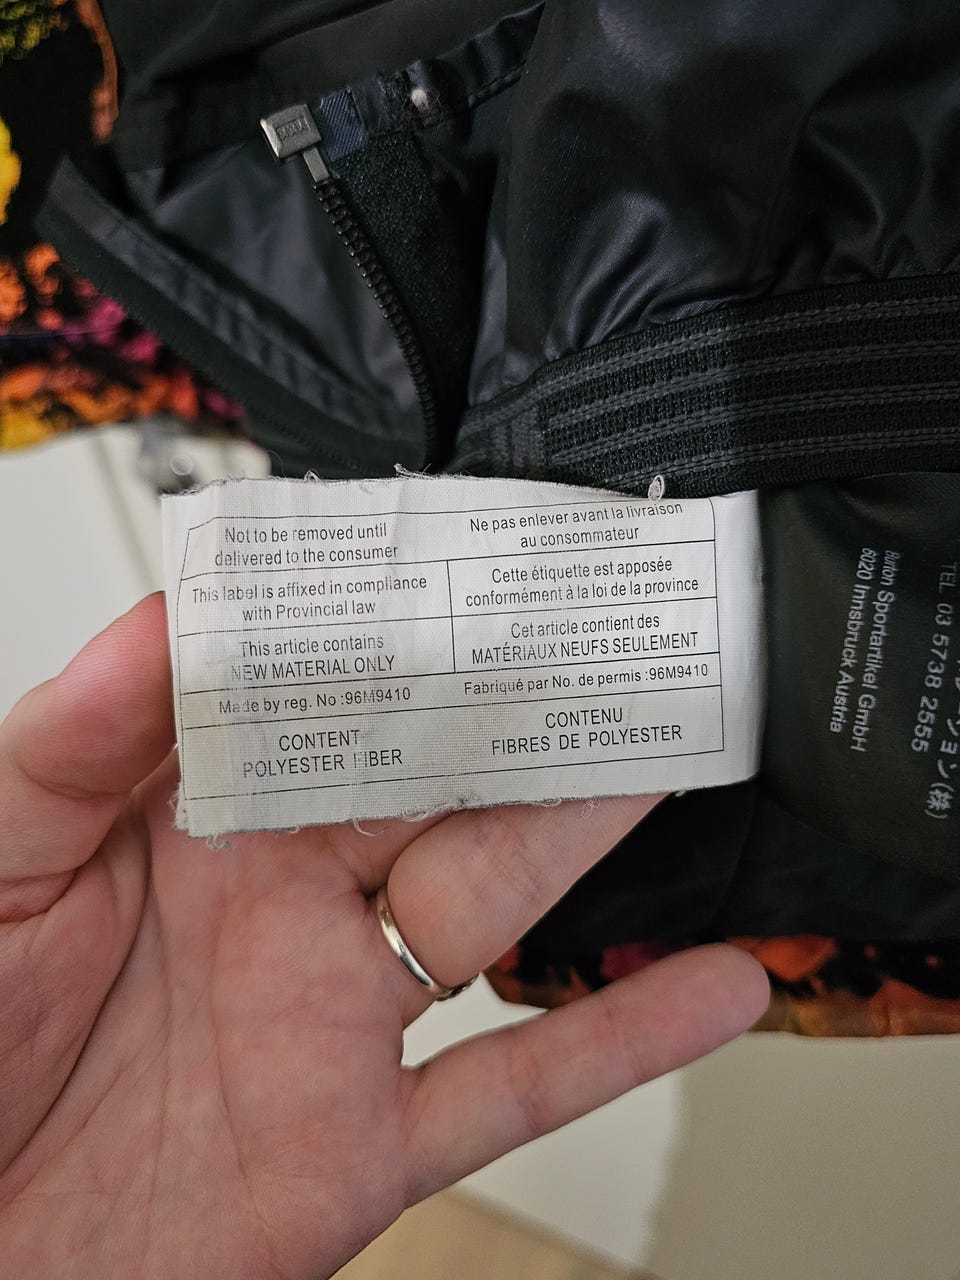 Not to be removed until
delivered to the consumer
Ne pas enlever avant la livraison
au consommateur
This label is affixed in compliance
with Provincial law
Cette étiquette est apposée
conformément à la loi de la province
This article contains
NEW MATERIAL ONLY
Cet article contient des
MATÉRIAUX NEUFS SEULEMENT
Made by reg. No :96M9410
Fabriqué par No. de permis :96M9410
CONTENT
POLYESTER FIBER
CONTENU
FIBRES DE POLYESTER
ション(株)
TEL 03 5738 2555
Burton Sportartikel GmbH
6020 Innsbruck Austria